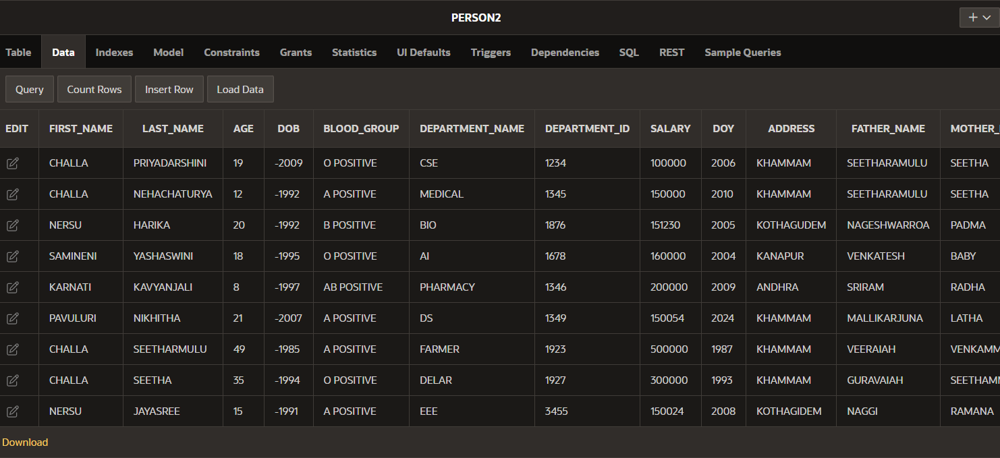 PERSON2
Table Data Indexes Model Constraints Grants Statistics UI Defaults Triggers Dependencies SQL REST Sample Queries
Query Count Rows Insert Row Load Data
EDIT FIRST_NAME LAST_NAME AGE DOB BLOOD_GROUP DEPARTMENT_NAME DEPARTMENT_ID SALARY DOY ADDRESS FATHER_NAME MOTHER_
CHALLA PRIYADARSHINI 19 -2009 O POSITIVE CSE 1234 100000 2006 KHAMMAM SEETHARAMULU SEETHA
CHALLA NEHACHATURYA 12 -1992 A POSITIVE MEDICAL 1345 150000 2010 KHAMMAM SEETHARAMULU SEETHA
NERSU HARIKA 20 -1992 B POSITIVE BIO 1876 151230 2005 KOTHAGUDEM NAGESHWARROA PADMA
SAMINENI YASHASWINI 18 -1995 O POSITIVE AI 1678 160000 2004 KANAPUR VENKATESH BABY
KARNATI KAVYANJALI 8 -1997 AB POSITIVE PHARMACY 1346 200000 2009 ANDHRA SRIRAM RADHA
PAVULURI NIKHITHA 21 -2007 A POSITIVE DS 1349 150054 2024 KHAMMAM MALLIKARJUNA LATHA
CHALLA SEETHARMULU 49 -1985 A POSITIVE FARMER 1923 500000 1987 KHAMMAM VEERAIAH VENKAMM
CHALLA SEETHA 35 -1994 O POSITIVE DELAR 1927 300000 1993 KHAMMAM GURAVAIAH SEETHAM
NERSU JAYASREE 15 -1991 A POSITIVE EEE 3455 150024 2008 KOTHAGIDEM NAGGI RAMANA
Download